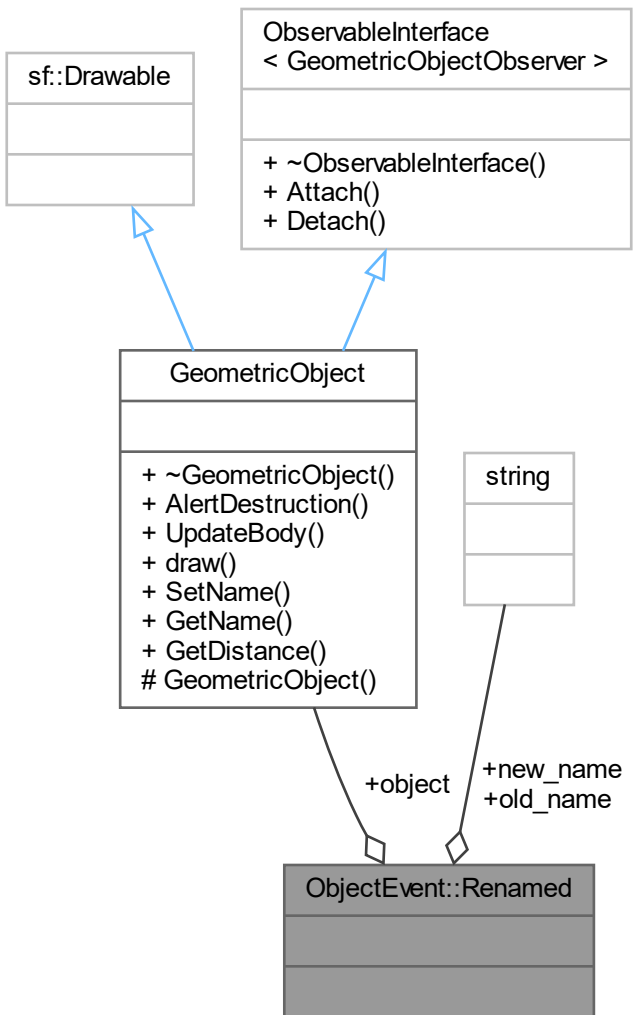 ObservableInterface
< GeometricObjectObserver >
sf::Drawable
+ ~ObservableInterface()
+ Attach()
+ Detach()
GeometricObject
+ ~GeometricObject()
+ AlertDestruction()
+ UpdateBody()
+ draw()
+ SetName()
+ GetName()
+ GetDistance()
# GeometricObject()
string
+object
+new_name
+old_name
ObjectEvent::Renamed